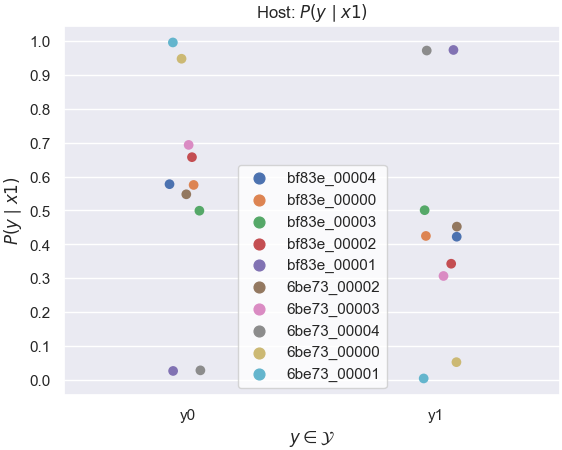 Host: P(y | x1)
1.0
0.9
0.8
0.7
0.6
0.5
0.4
0.3
0.2
0.1
0.0
P(y | x1)
bf83e_00004
bf83e_00000
bf83e_00003
bf83e_00002
bf83e_00001
6be73_00002
6be73_00003
6be73_00004
6be73_00000
6be73_00001
y0
y1
y ∈ 𝒴